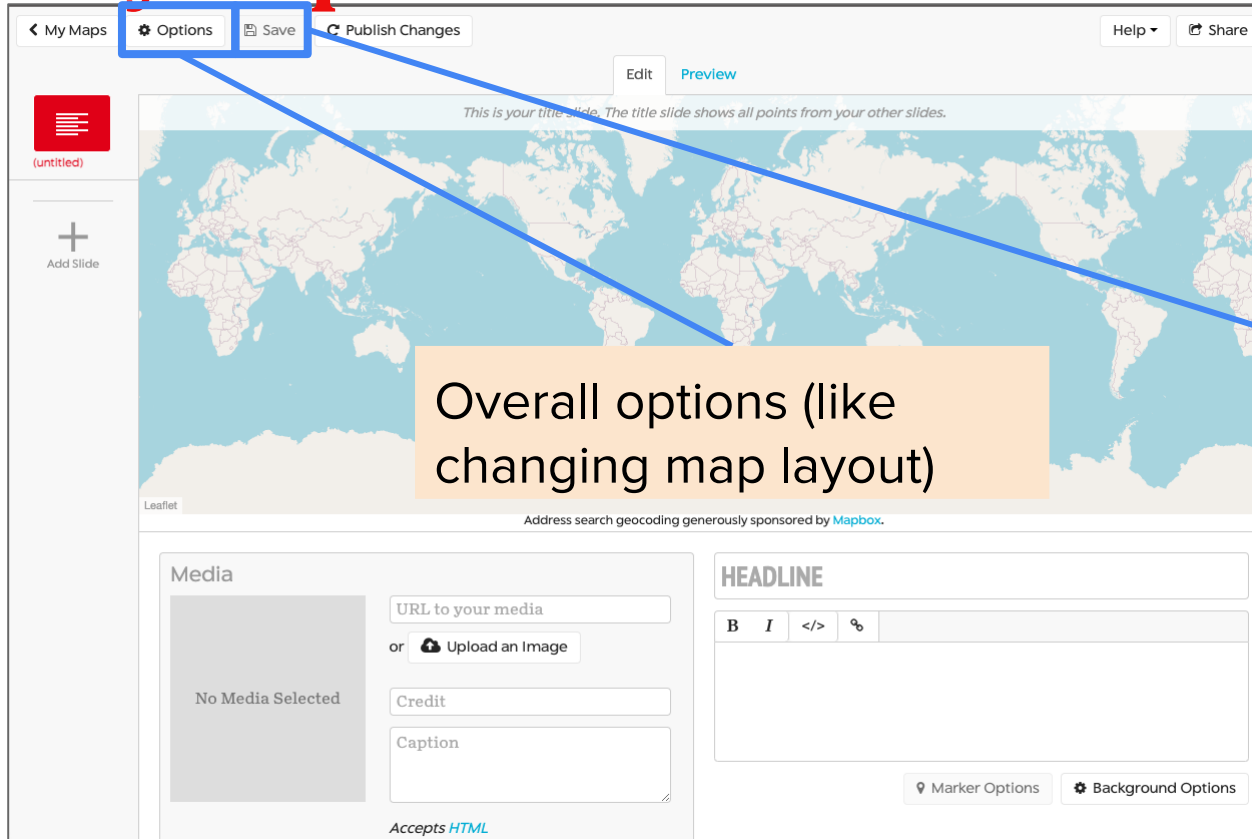 My Maps
Options
Save
Publish Changes
Help
Share
Edit
Preview
This is your title slide. The title slide shows all points from your other slides.
(untitled)
Add Slide
Overall options (like
changing map layout)
Leaflet
Address search geocoding generously sponsored by Mapbox.
Media
No Media Selected
URL to your media
or
Upload an Image
Credit
Caption
Accepts HTML
HEADLINE
B I </>
Marker Options
Background Options